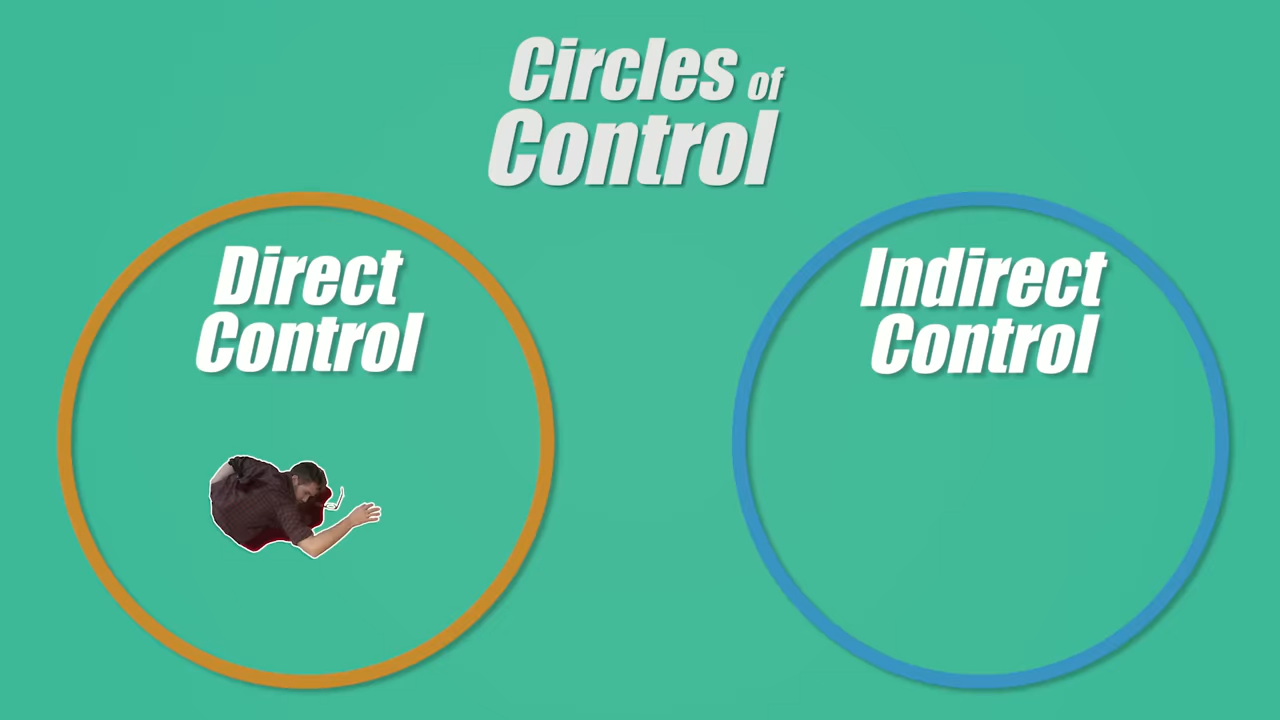 Circles of
Control
Direct
Control
Indirect
Control